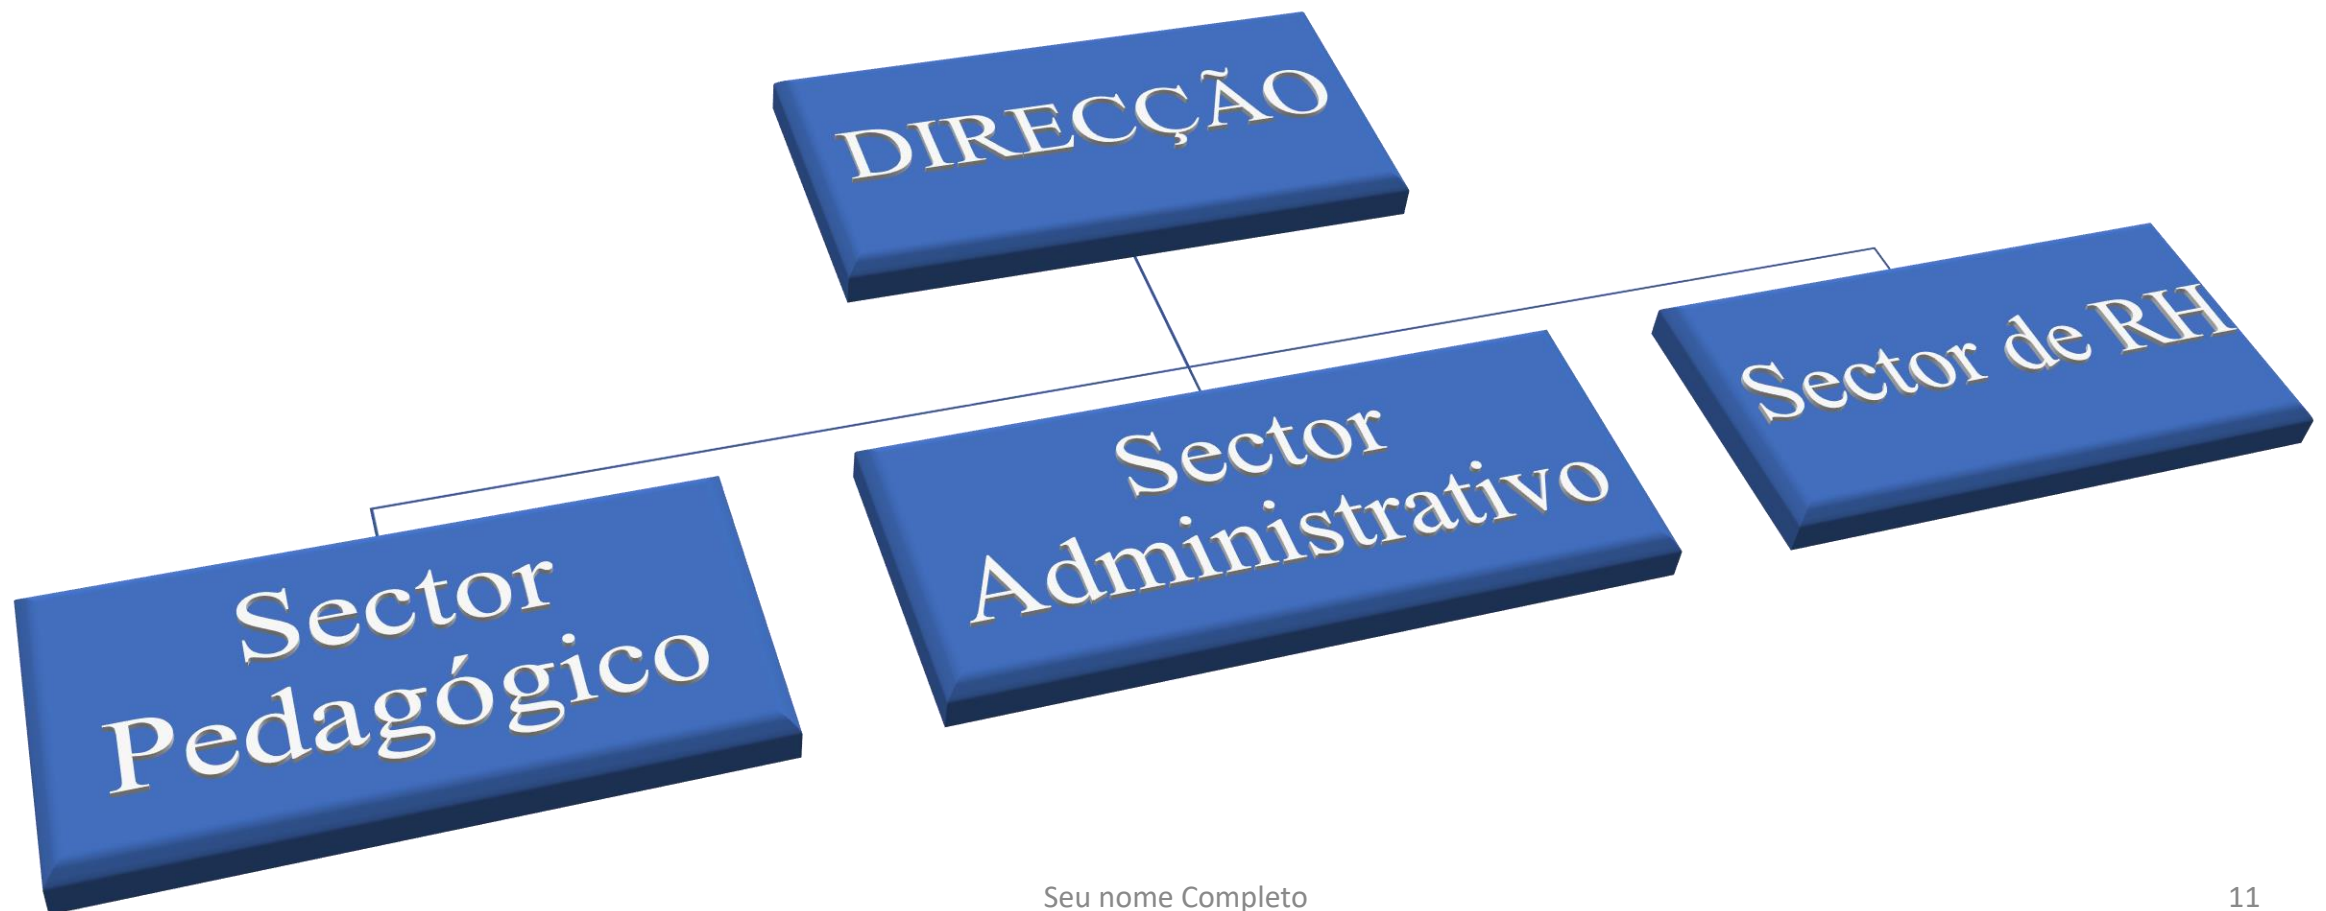 DIRECÇÃO
Sector
Pedagógico
Sector
Administrativo
Sector de RH
Seu nome Completo
11